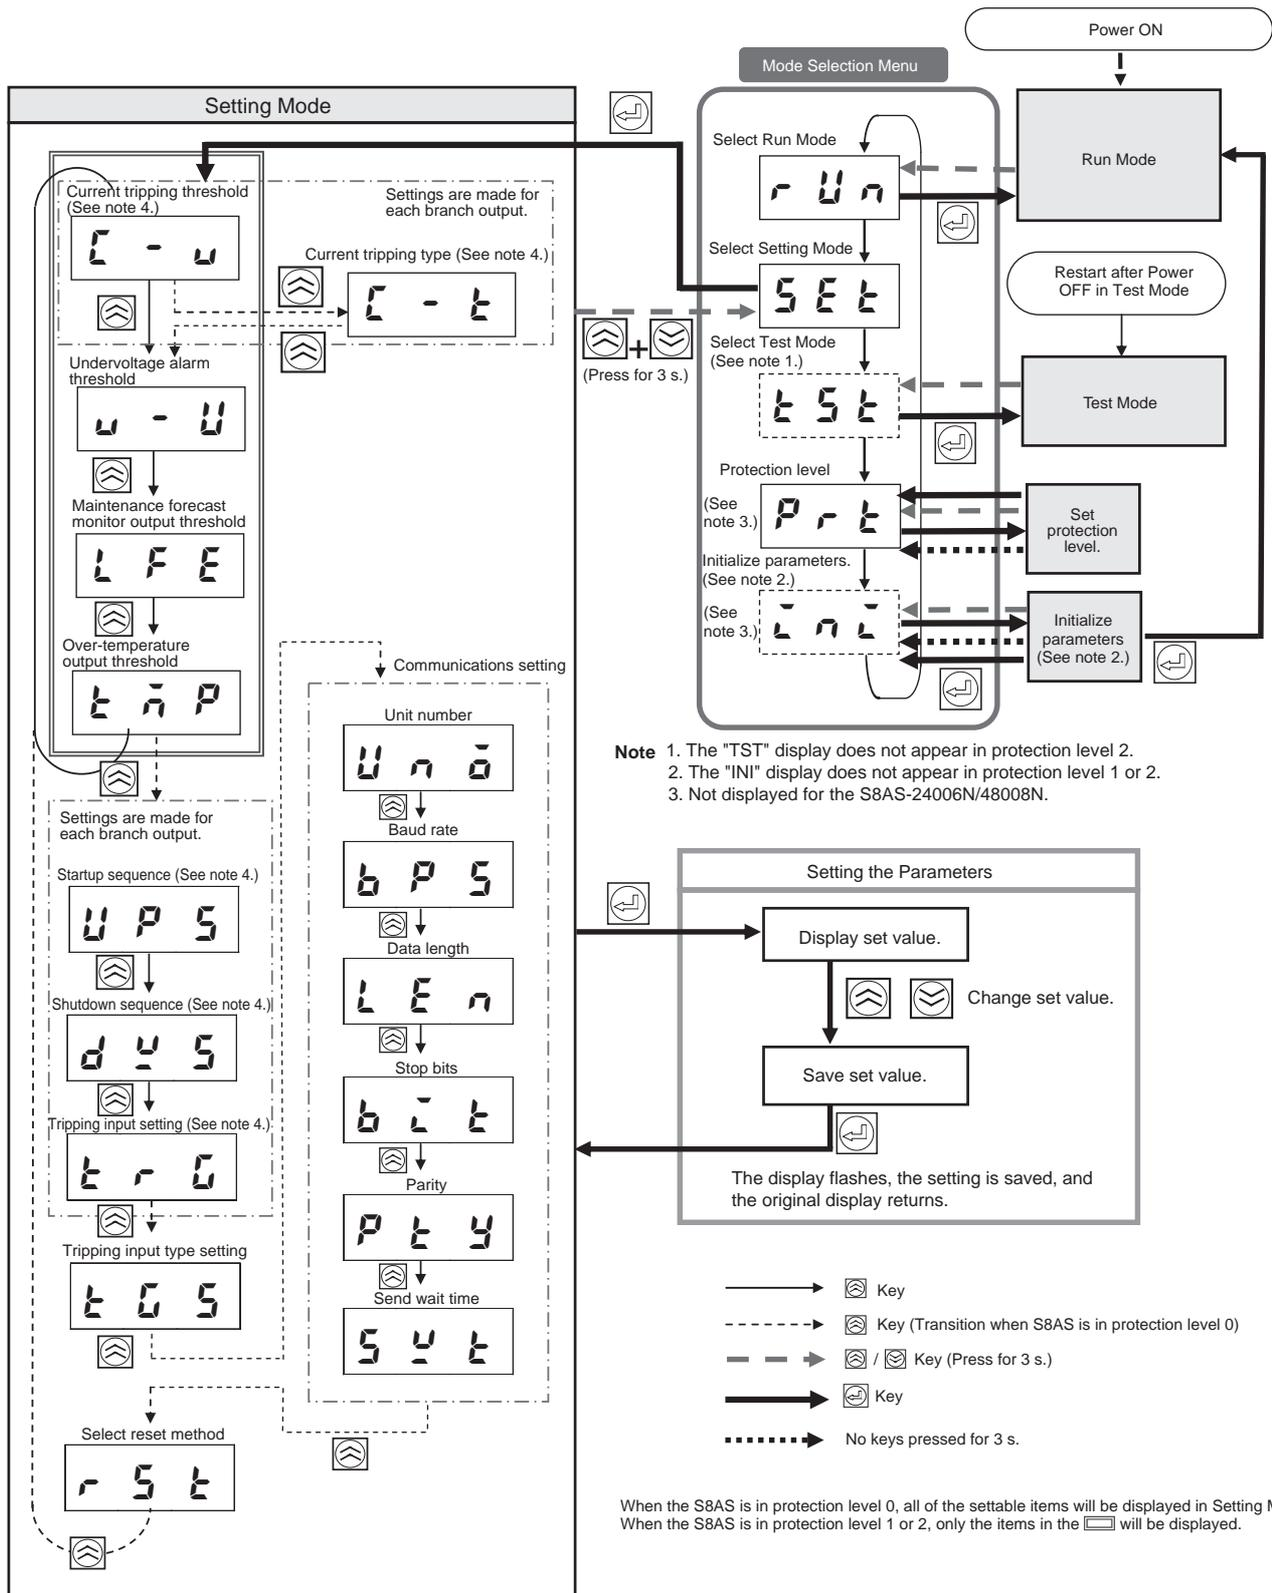 Power ON
Mode Selection Menu
Setting Mode
Select Run Mode
Run Mode
r U n
Current tripping threshold
(See note 4.)
Settings are made for
each branch output.
C - w
Current tripping type (See note 4.)
C - t
Select Setting Mode
SEt
Restart after Power
OFF in Test Mode
+
(Press for 3 s.)
Select Test Mode
(See note 1.)
tSt
Test Mode
Undervoltage alarm
threshold
u - U
Protection level
(See
note 3.)
Prt
Set
protection
level.
Maintenance forecast
monitor output threshold
L F E
Initialize parameters.
(See note 2.)
(See
note 3.)
ini
Initialize
parameters
(See note 2.)
Over-temperature
output threshold
t m P
Note 1. The "TST" display does not appear in protection level 2.
2. The "INI" display does not appear in protection level 1 or 2.
3. Not displayed for the S8AS-24006N/48008N.
Settings are made for
each branch output.
Startup sequence (See note 4.)
U P S
Shutdown sequence (See note 4.)
d w S
Tripping input setting (See note 4.)
t r G
Tripping input type setting
t G S
Select reset method
r S t
Communications setting
Unit number
U n o
Baud rate
b P S
Data length
L E n
Stop bits
b i t
Parity
P t y
Send wait time
S w t
Setting the Parameters
Display set value.
Change set value.
Save set value.
The display flashes, the setting is saved, and
the original display returns.
Key
Key (Transition when S8AS is in protection level 0)
/ Key (Press for 3 s.)
Key
No keys pressed for 3 s.
When the S8AS is in protection level 0, all of the settable items will be displayed in Setting M
When the S8AS is in protection level 1 or 2, only the items in the will be displayed.